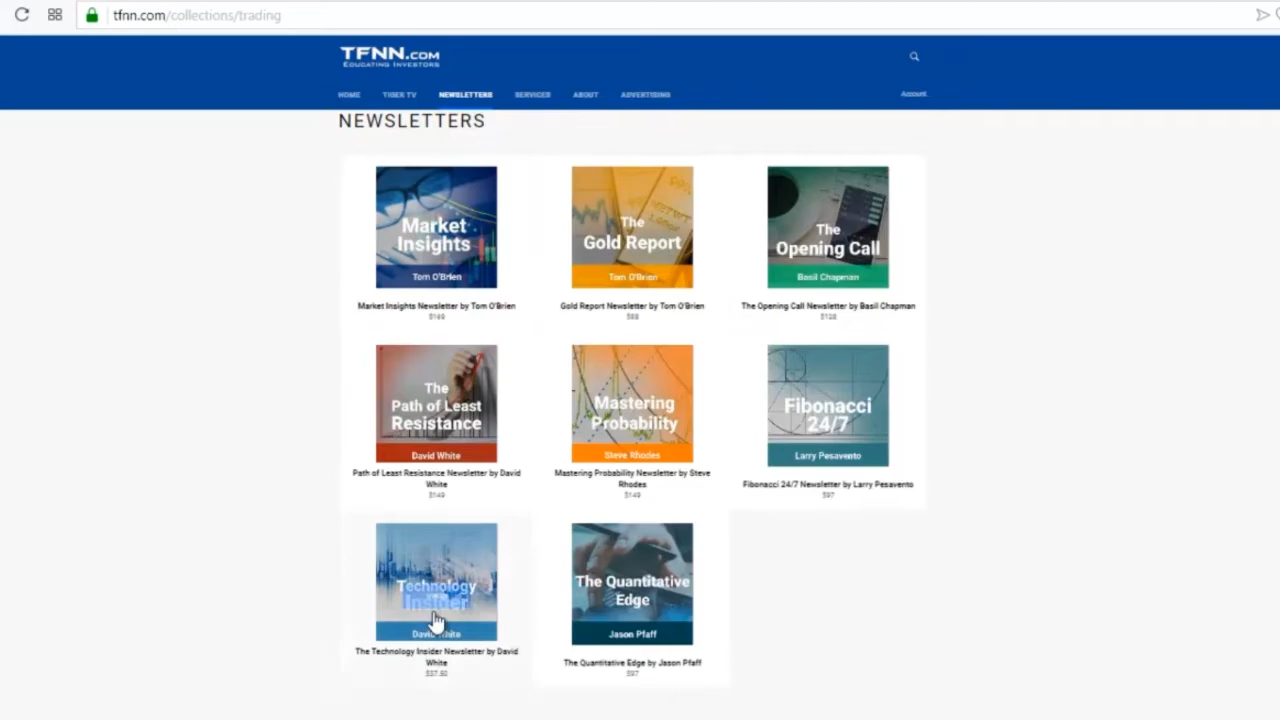 tfnn.com/collections/trading
TFNN.COM
EDUCATING INVESTORS
HOME TIGER TV NEWSLETTERS SERVICES ABOUT ADVERTISING Account
NEWSLETTERS
Market
Insights
Tom O'Brien
Market Insights Newsletter by Tom O'Brien
$169
The
Gold Report
Tom O'Brien
Gold Report Newsletter by Tom O'Brien
$88
The
Opening Call
Basil Chapman
The Opening Call Newsletter by Basil Chapman
The
Path of Least
Resistance
David White
Path of Least Resistance Newsletter by David
White
$149
Mastering
Probability
Steve Rhodes
Mastering Probability Newsletter by Steve
Rhodes
$149
Fibonacci
24/7
Larry Pesavento
Fibonacci 24/7 Newsletter by Larry Pesavento
$97
Technology
Insider
David White
The Technology Insider Newsletter by David
White
$37.50
The Quantitative
Edge
Jason Pfaff
The Quantitative Edge by Jason Pfaff
$97